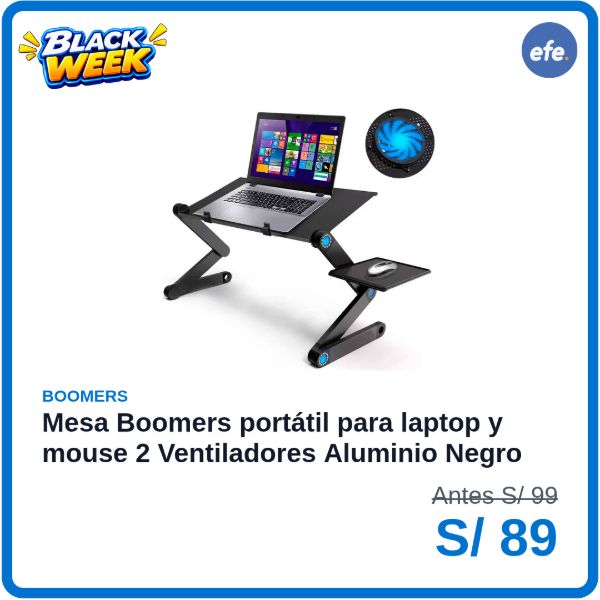 BLACK
WEEK
efe.
BOOMERS
Mesa Boomers portátil para laptop y
mouse 2 Ventiladores Aluminio Negro
Antes S/ 99
S/ 89